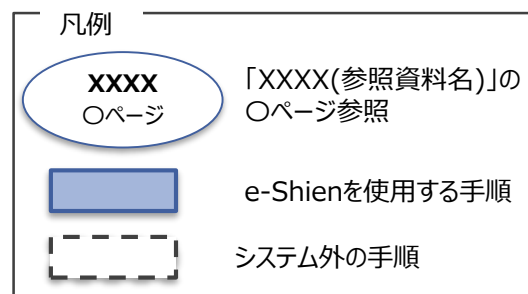 凡例
XXXX
〇ページ
「XXXX(参照資料名)」の
〇ページ参照
e-Shienを使用する手順
システム外の手順